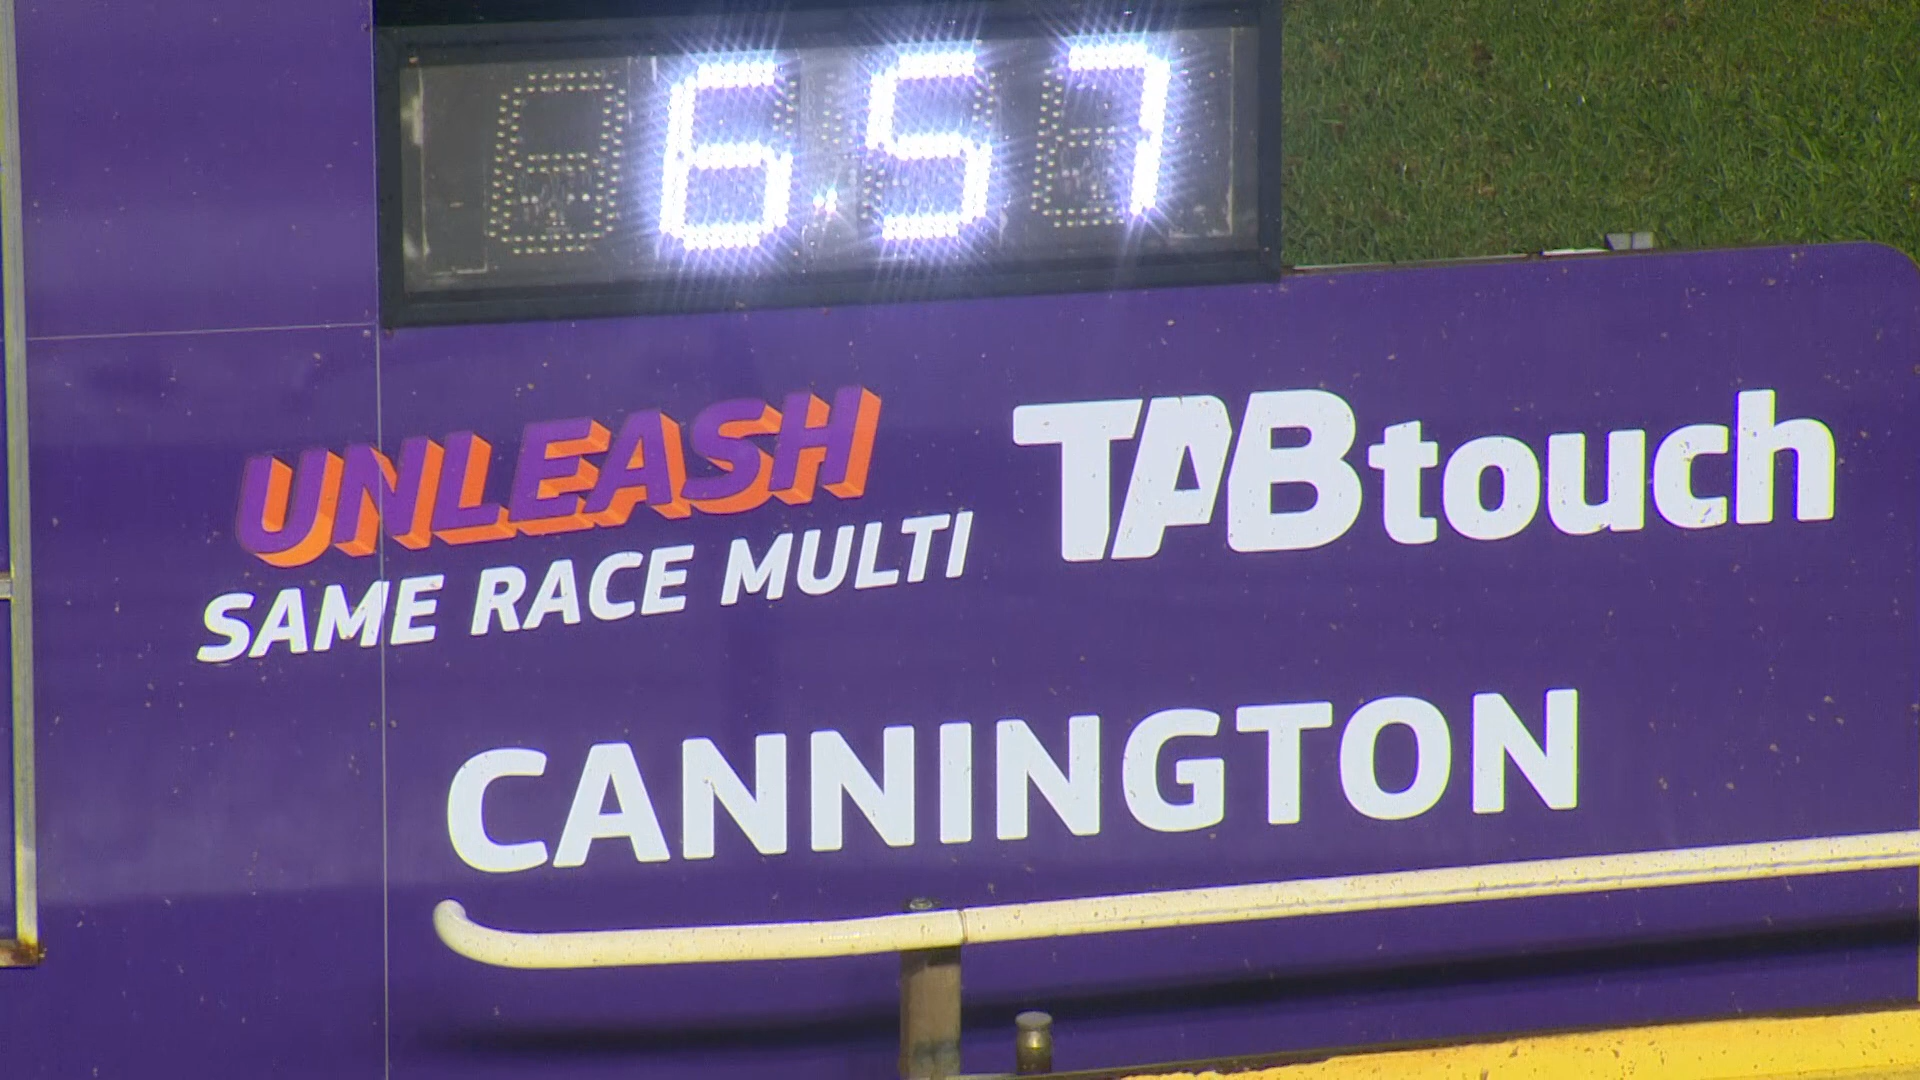 6.57
UNLEASH
SAME RACE MULTI
TABtouch
CANNINGTON